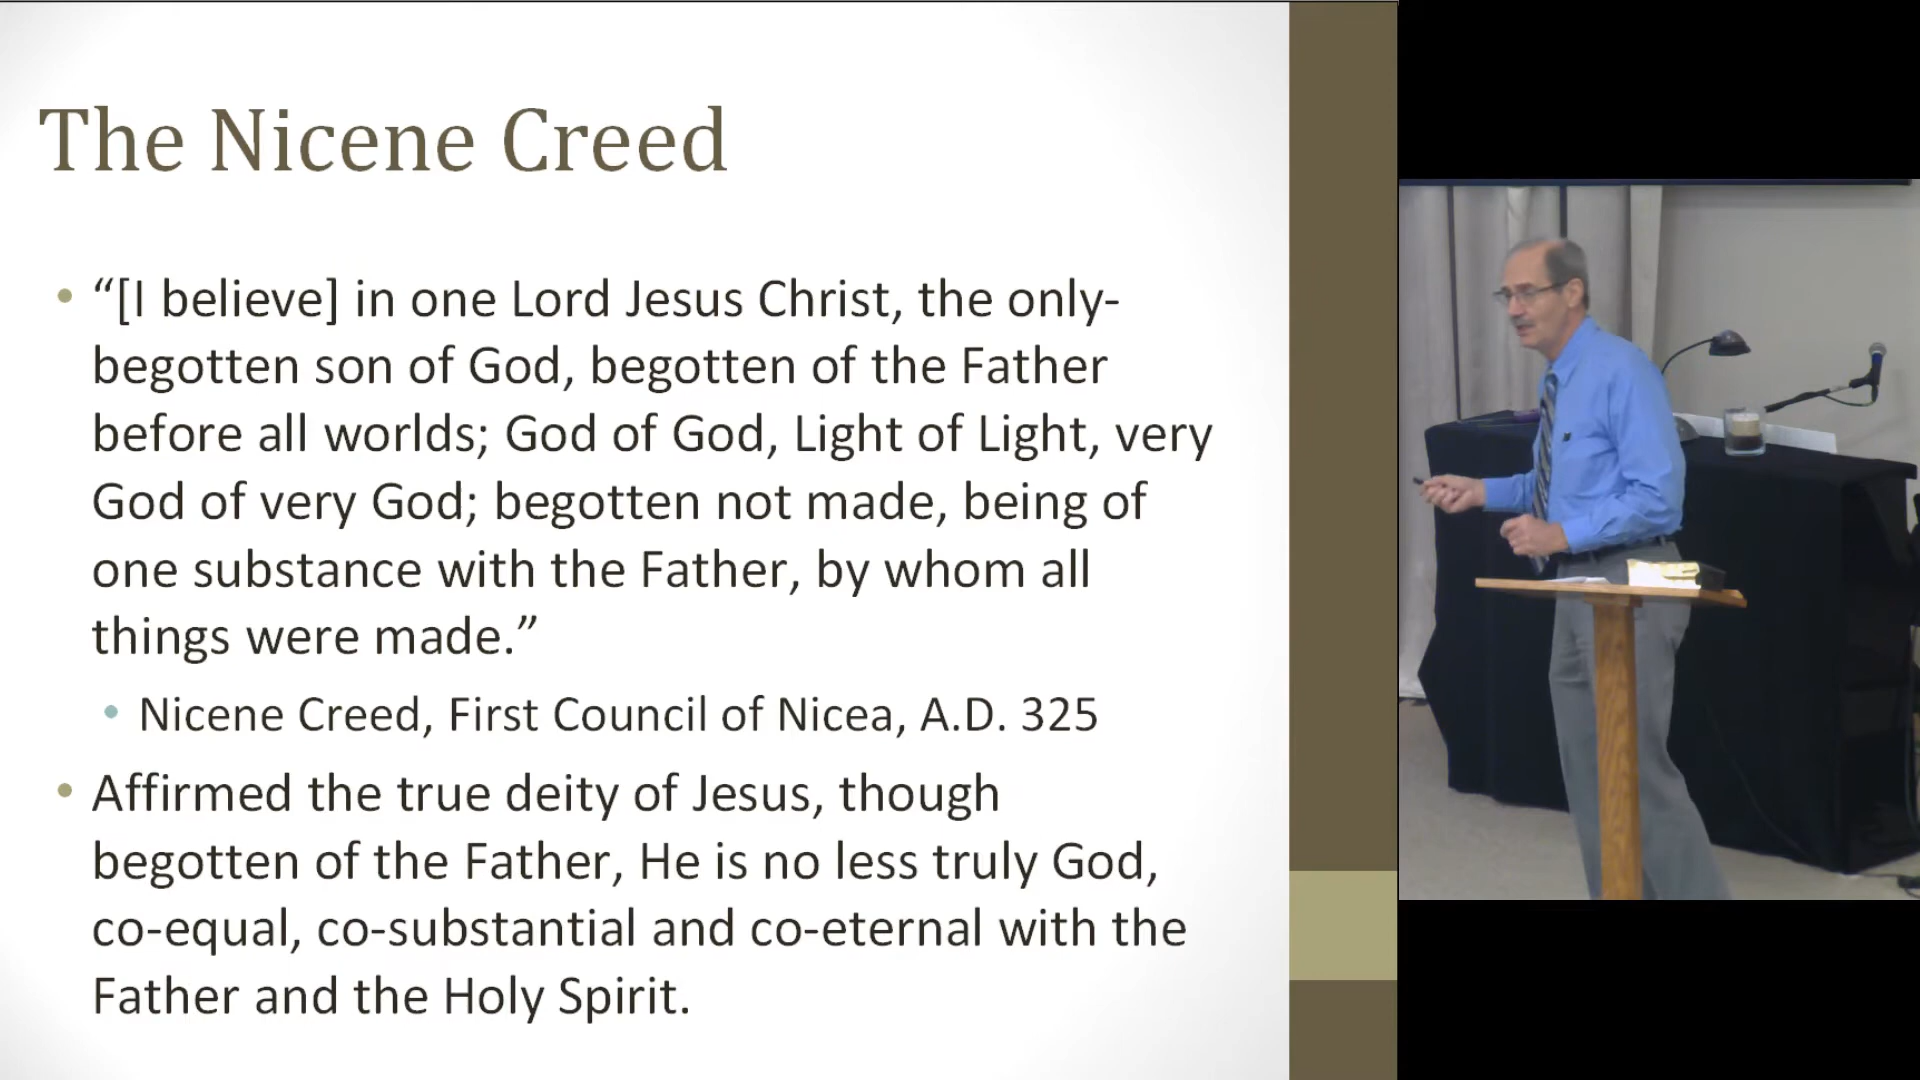 The Nicene Creed
• “[I believe] in one Lord Jesus Christ, the only-
begotten son of God, begotten of the Father
before all worlds; God of God, Light of Light, very
God of very God; begotten not made, being of
one substance with the Father, by whom all
things were made.”
• Nicene Creed, First Council of Nicea, A.D. 325
• Affirmed the true deity of Jesus, though
begotten of the Father, He is no less truly God,
co-equal, co-substantial and co-eternal with the
Father and the Holy Spirit.